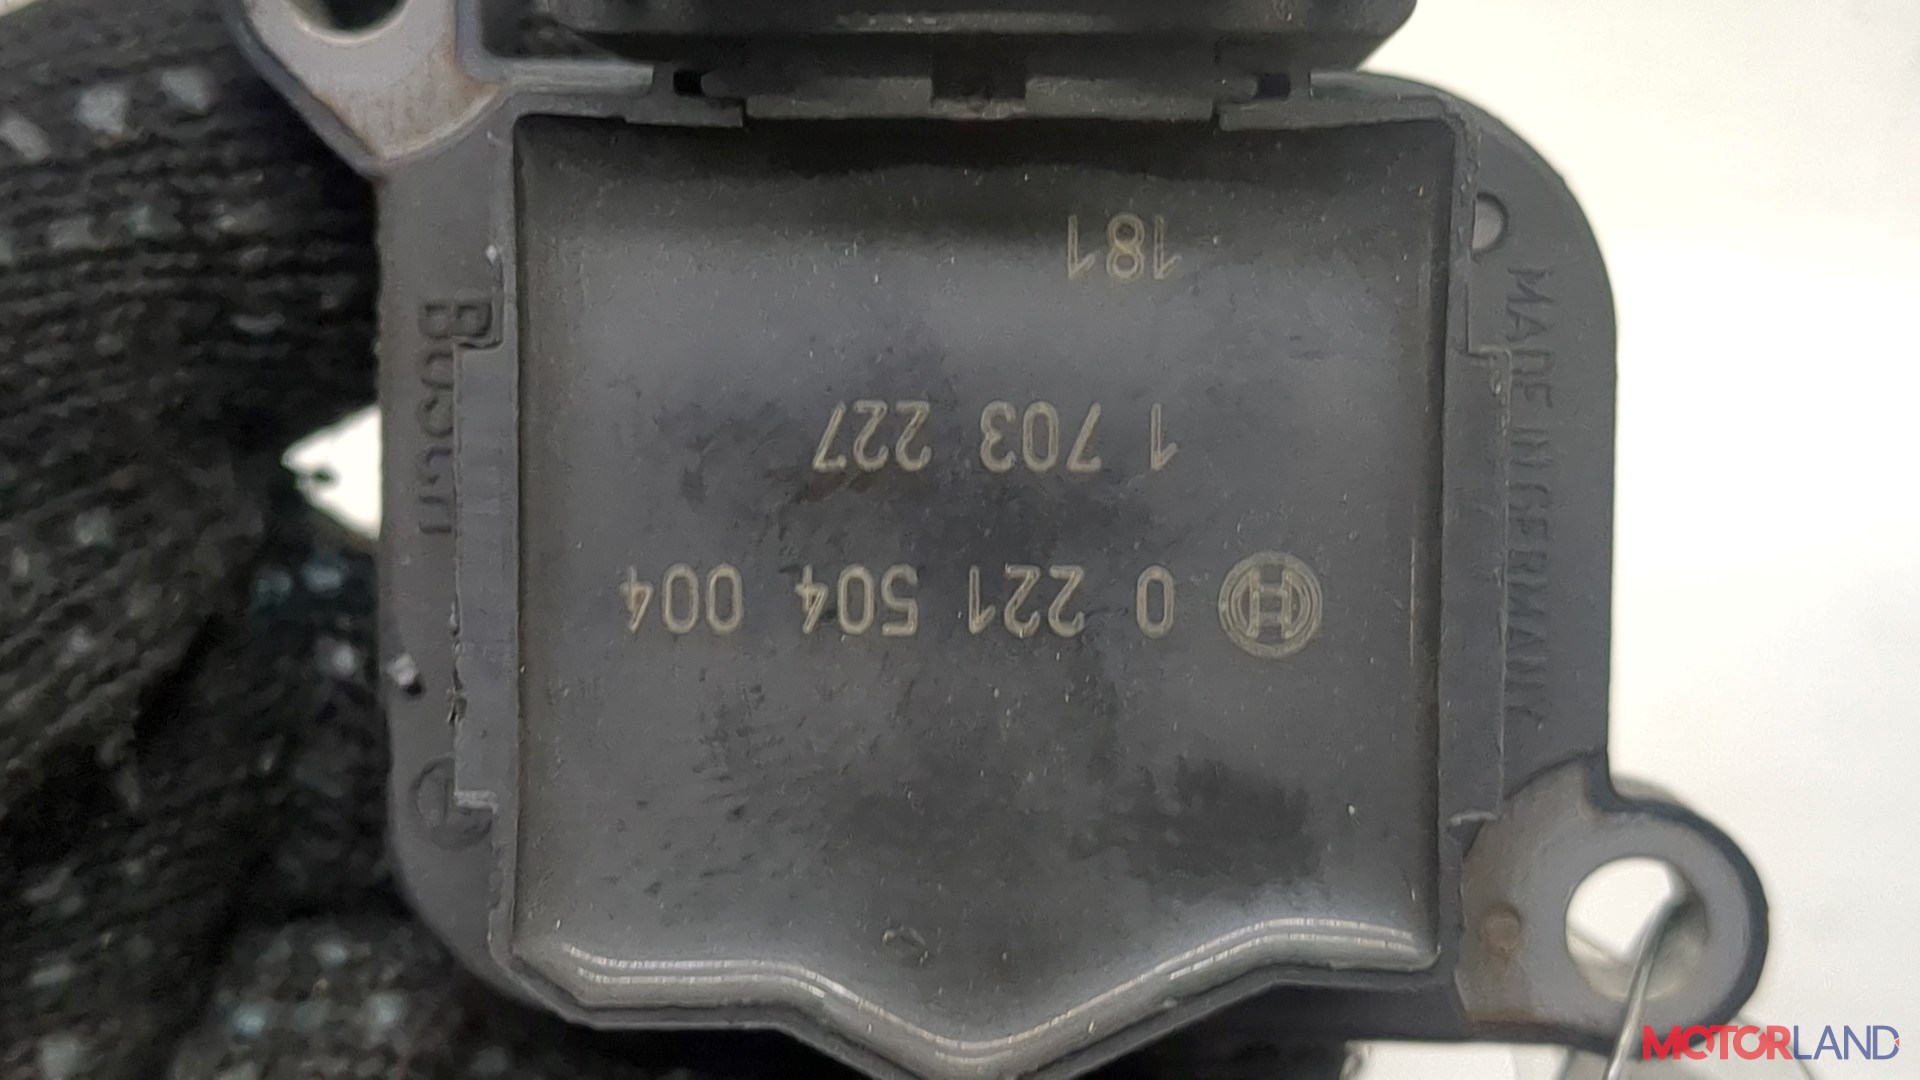 0 221 504 004
1 703 227
181
BOSCH
MADE IN GERMANY
MOTORLAND